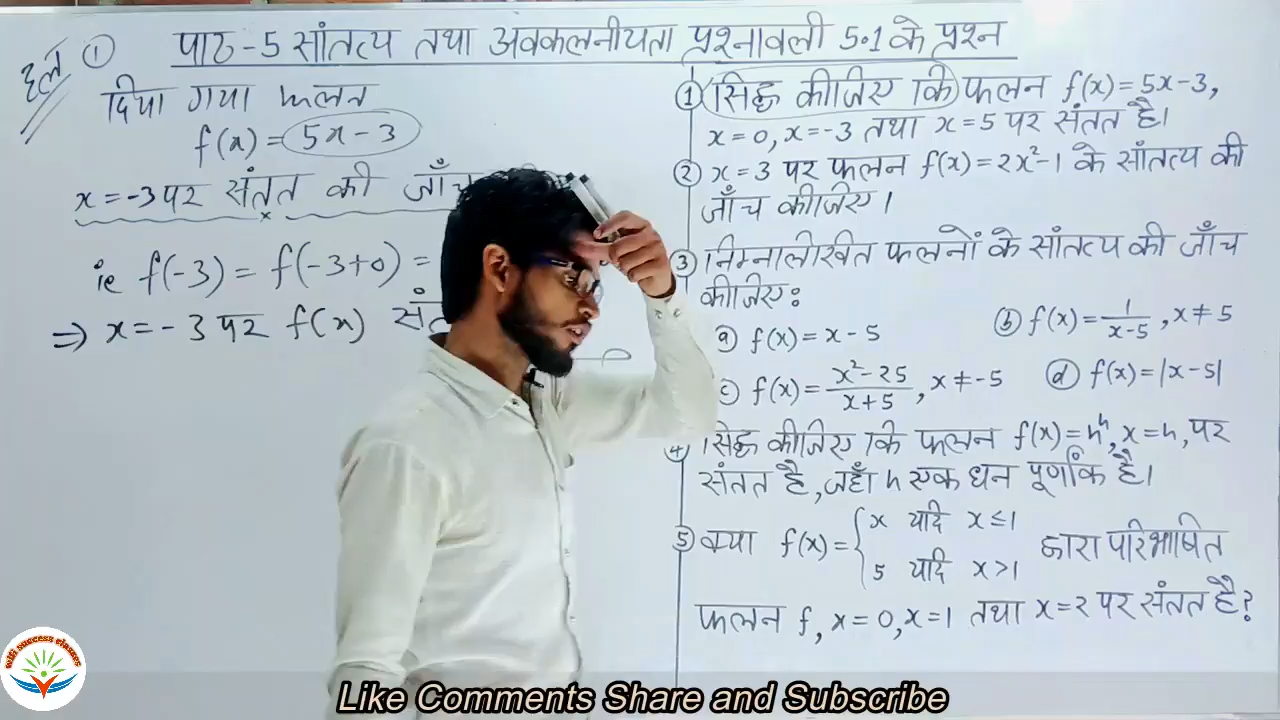 पाठ-5 सांतत्य तथा अवकलनीयता प्रश्नावली 5.1 के प्रश्न
हल ①
दिया गया फलन
f(x) = 5x-3
x=-3 पर संतत की जाँच
ie f(-3) = f(-3+0) =
⇒ x=-3 पर f(x)
① सिद्ध कीजिए कि फलन f(x)=5x-3,
x=0, x=-3 तथा x=5 पर संतत है।
② x=3 पर फलन f(x)=2x²-1 के सांतत्य की
जाँच कीजिए।
③ निम्नालिखित फलनों के सांतत्य की जाँच
कीजिए:
ⓐ f(x)=x-5 ⓑ f(x)=1/(x-5), x≠5
ⓒ f(x)=(x²-25)/(x+5), x≠-5 ⓓ f(x)=|x-5|
④ सिद्ध कीजिए कि फलन f(x)=nⁿ, x=n, पर
संतत है, जहाँ n एक धन पूर्णांक है।
⑤ क्या f(x)={x यदि x≤1
5 यदि x>1 द्वारा परिभाषित
फलन f, x=0, x=1 तथा x=2 पर संतत है?
wifi success classes
Like Comments Share and Subscribe